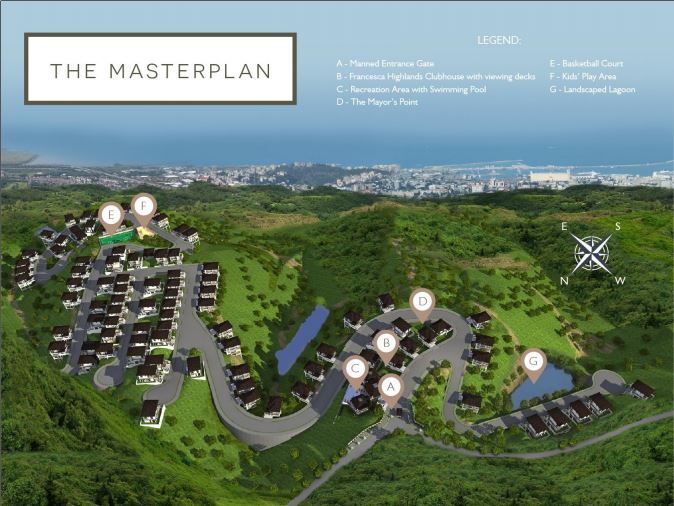 THE MASTERPLAN
LEGEND:
A - Manned Entrance Gate
B - Francesca Highlands Clubhouse with viewing decks
C - Recreation Area with Swimming Pool
D - The Mayor's Point
E - Basketball Court
F - Kids' Play Area
G - Landscaped Lagoon
E
F
E S
N W
D
B
C
A
G